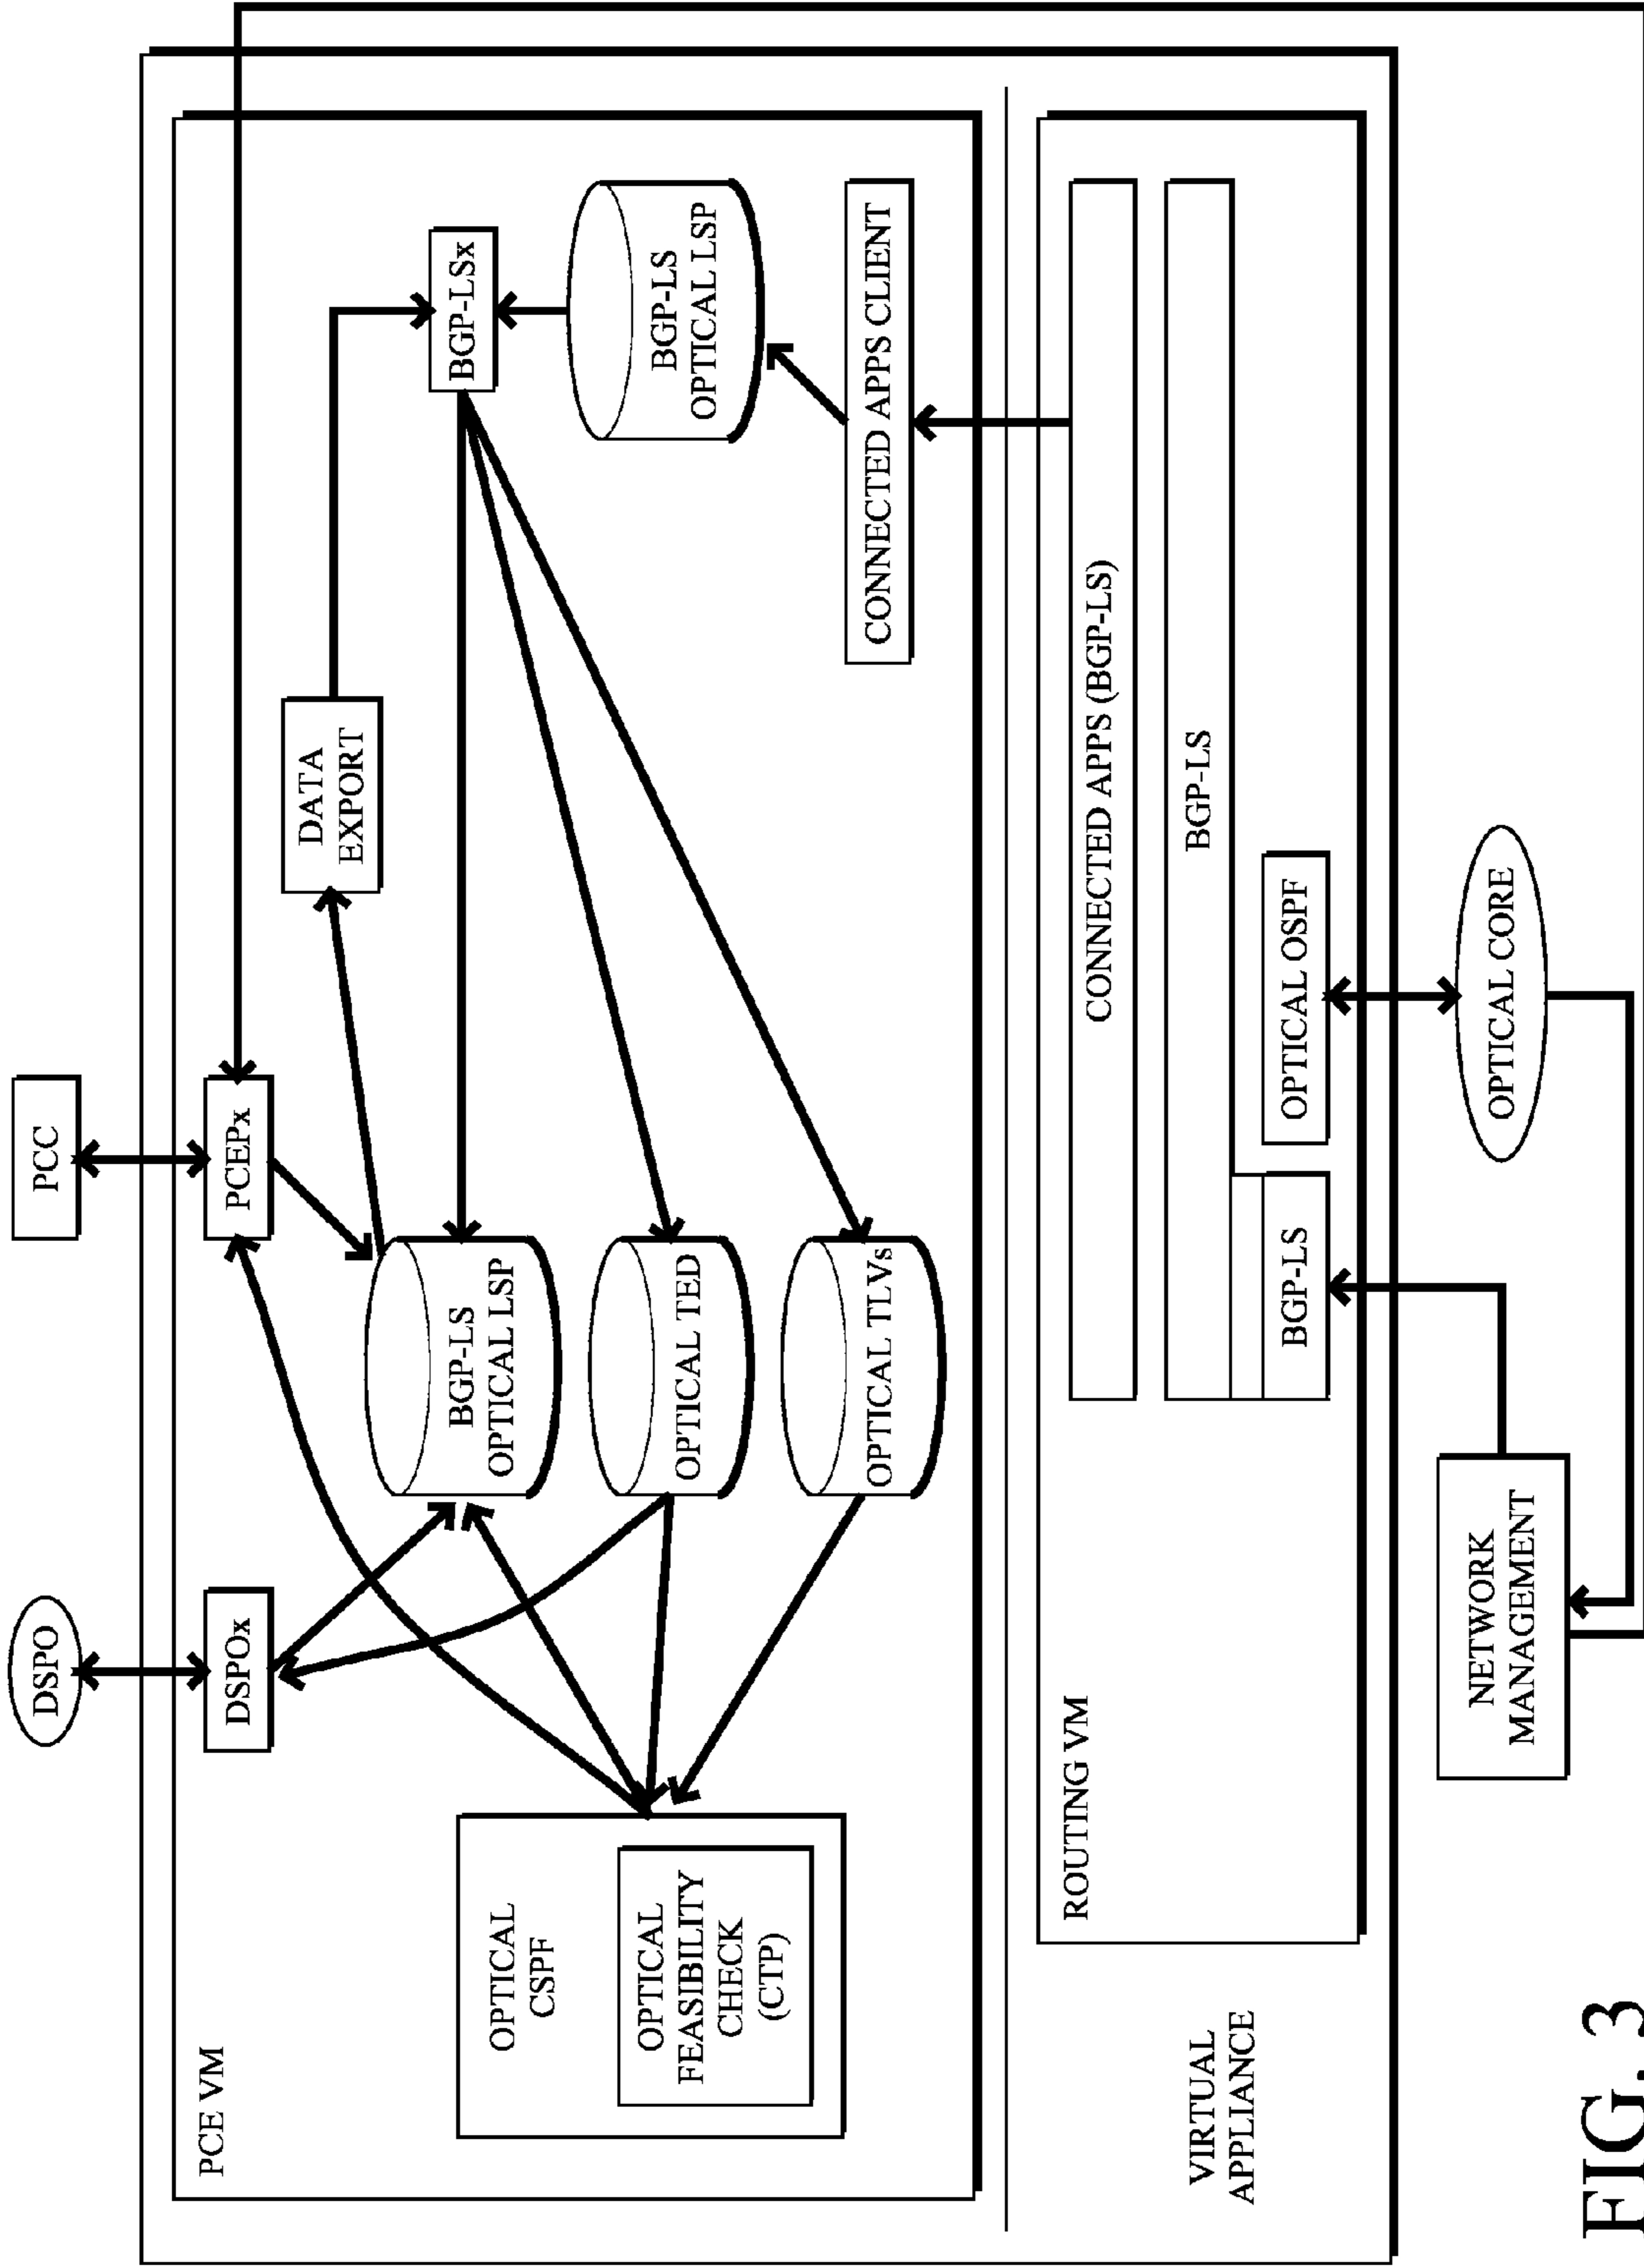 DSPO
PCC
PCE VM
DSPOx
PCEPx
DATA
EXPORT
BGP-LSx
OPTICAL
CSPF
OPTICAL
FEASIBILITY
CHECK
(CTP)
BGP-LS
OPTICAL LSP
OPTICAL TED
OPTICAL TLVs
BGP-LS
OPTICAL LSP
CONNECTED APPS CLIENT
ROUTING VM
CONNECTED APPS (BGP-LS)
BGP-LS
BGP-LS
OPTICAL OSPF
VIRTUAL
APPLIANCE
NETWORK
MANAGEMENT
OPTICAL CORE
FIG. 3